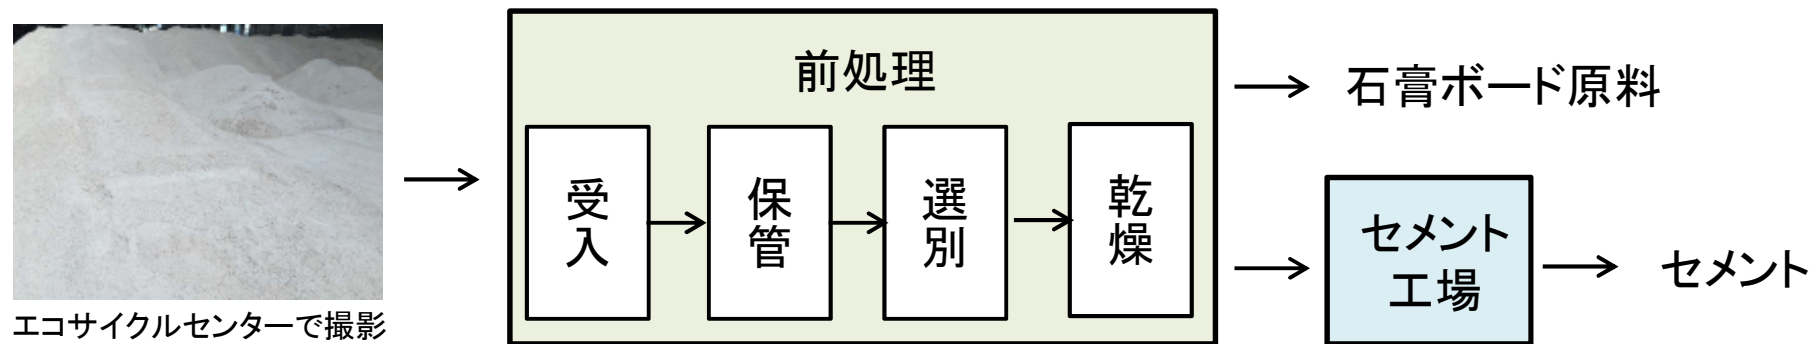 前処理
受入
保管
選別
乾燥
石膏ボード原料
セメント
工場
セメント
エコサイクルセンターで撮影